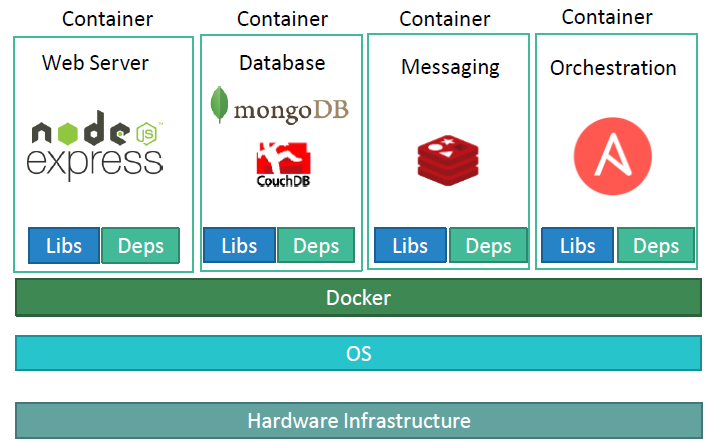 Container
Container
Container
Container
Web Server
Database
Messaging
Orchestration
node JS ™
express
mongoDB
CouchDB
A
Libs
Deps
Libs
Deps
Libs
Deps
Libs
Deps
Docker
OS
Hardware Infrastructure